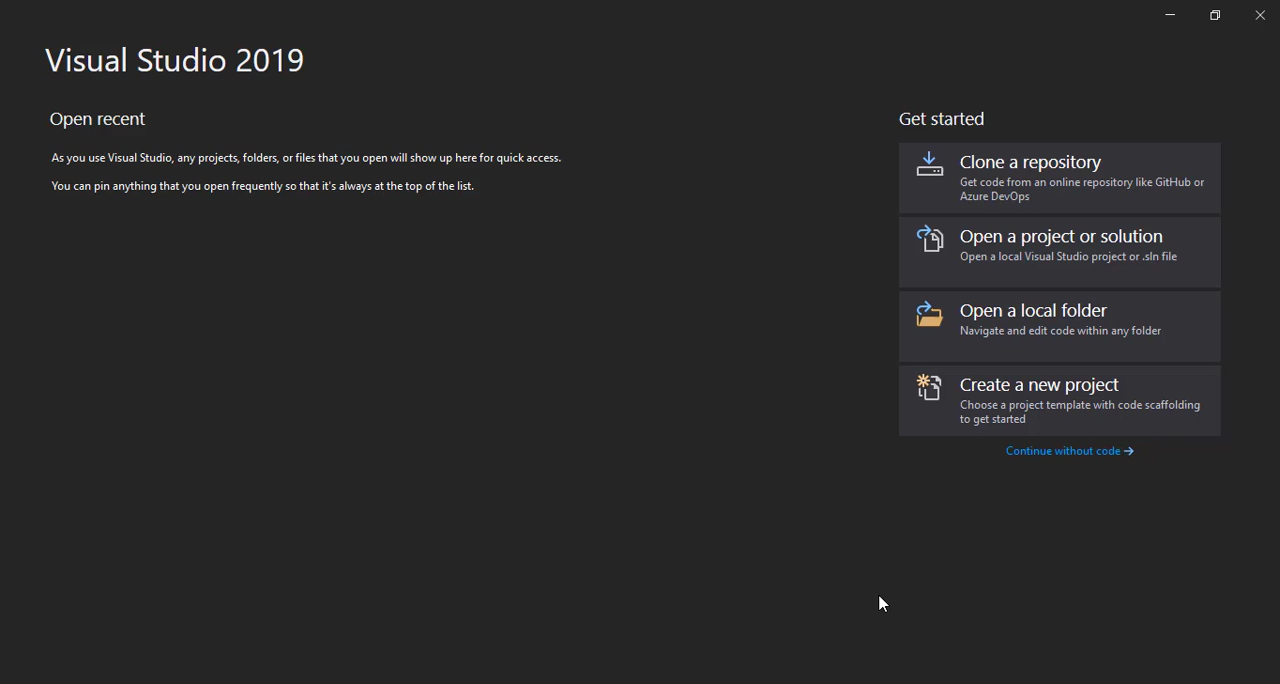 Visual Studio 2019
Open recent
As you use Visual Studio, any projects, folders, or files that you open will show up here for quick access.
You can pin anything that you open frequently so that it's always at the top of the list.
Get started
Clone a repository
Get code from an online repository like GitHub or
Azure DevOps
Open a project or solution
Open a local Visual Studio project or .sln file
Open a local folder
Navigate and edit code within any folder
Create a new project
Choose a project template with code scaffolding
to get started
Continue without code →